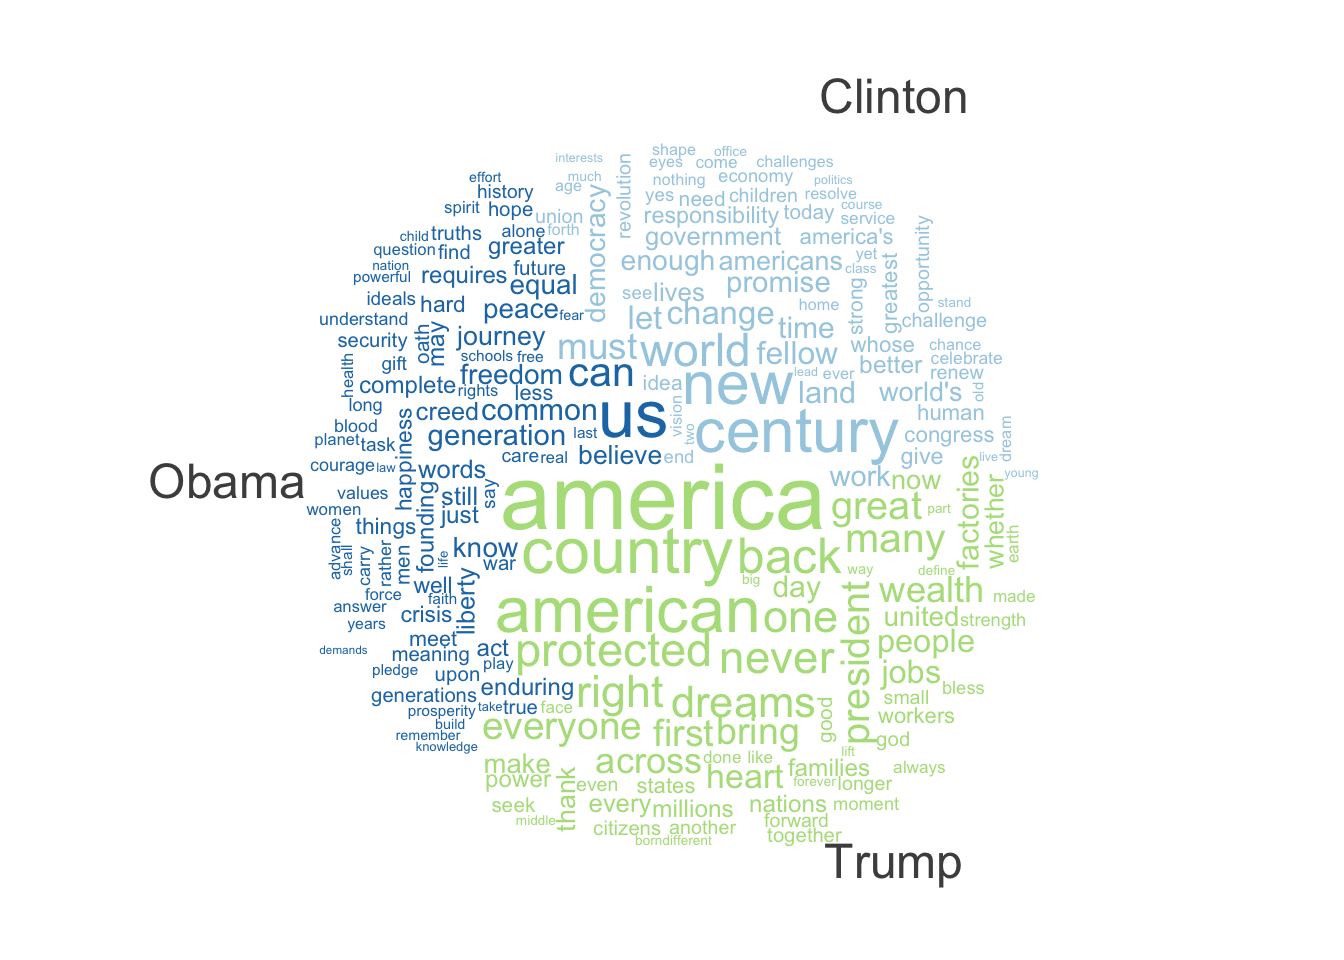 Clinton
shape office
interests eyes come challenges
effort much nothing economy politics
history age yes need children resolve
spirit hope union revolution responsibility today course service
child truths alone forth democracy government america's opportunity
question find greater enough americans yet
nation powerful requires future class
ideals hard equal see lives promise strong greatest stand
understand peace fear let change home time challenge
security oath may journey must world fellow whose chance
gift schools free better celebrate
health complete freedom can idea new lead ever renew
long rights less land world's old
blood creed common us vision century human
planet task generation last two congress dream
courage law happiness words care real believe end give live
Obama
values still say america work now factories whether young
women things founding just great part
advance shall carry rather men life know country back many earth
war way
force well faith liberty big day define wealth made
answer crisis american one president united strength
years
demands meet act protected never people
meaning play
pledge upon enduring right dreams jobs bless
generations small
prosperity take true face good workers
build everyone first bring god
remember
knowledge lift
make across done like families always
power thank even states heart forever longer
seek every millions nations moment
middle citizens another forward
born different together
Trump